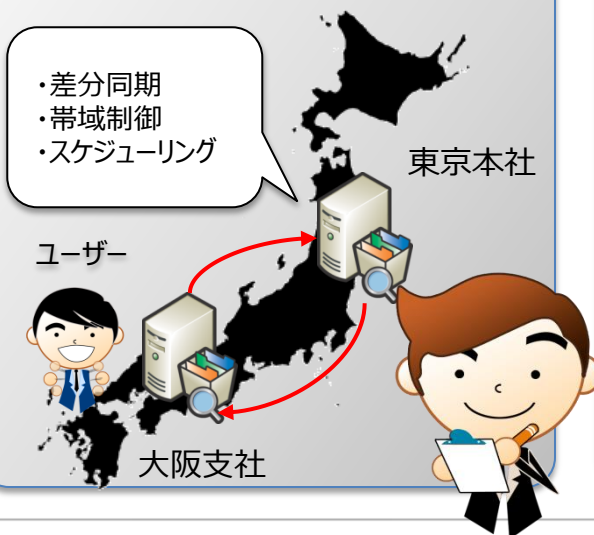 ・差分同期
・帯域制御
・スケジューリング
東京本社
ユーザー
大阪支社